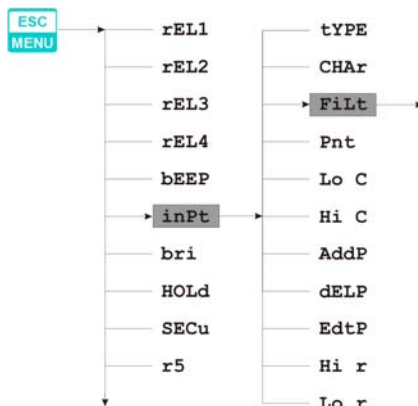 ESC
MENU
rEL1
rEL2
rEL3
rEL4
bEEP
inPt
bri
HOLd
SECu
r5
tYPE
CHAr
FiLt
Pnt
Lo C
Hi C
AddP
dELP
EdtP
Hi r
Lo r